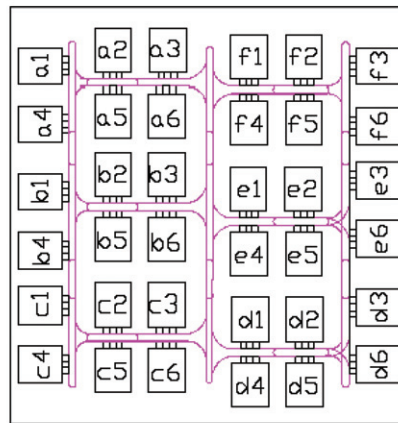 a1 a2 a3 f1 f2 f3
a4 a5 a6 f4 f5 f6
b1 b2 b3 e1 e2 e3
b4 b5 b6 e4 e5 e6
c1 c2 c3 d1 d2 d3
c4 c5 c6 d4 d5 d6